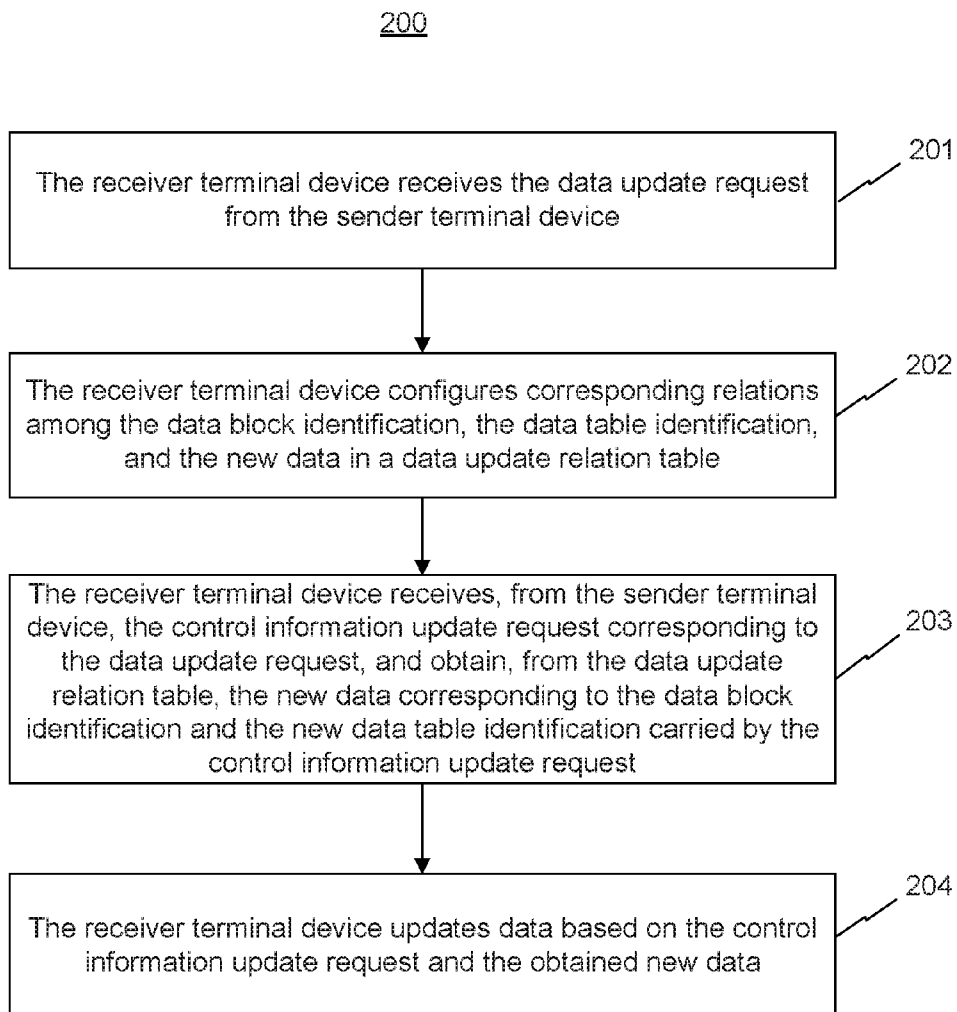 200
201
The receiver terminal device receives the data update request
from the sender terminal device
202
The receiver terminal device configures corresponding relations
among the data block identification, the data table identification,
and the new data in a data update relation table
203
The receiver terminal device receives, from the sender terminal
device, the control information update request corresponding to
the data update request, and obtain, from the data update
relation table, the new data corresponding to the data block
identification and the new data table identification carried by the
control information update request
204
The receiver terminal device updates data based on the control
information update request and the obtained new data